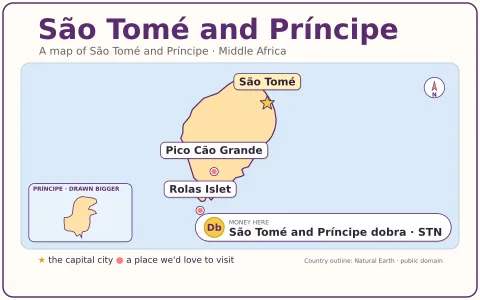 São Tomé and Príncipe
A map of São Tomé and Príncipe · Middle Africa
São Tomé
N
Pico Cão Grande
Rolas Islet
PRÍNCIPE · DRAWN BIGGER
Db
MONEY HERE
São Tomé and Príncipe dobra · STN
★ the capital city ● a place we'd love to visit
Country outline: Natural Earth · public domain